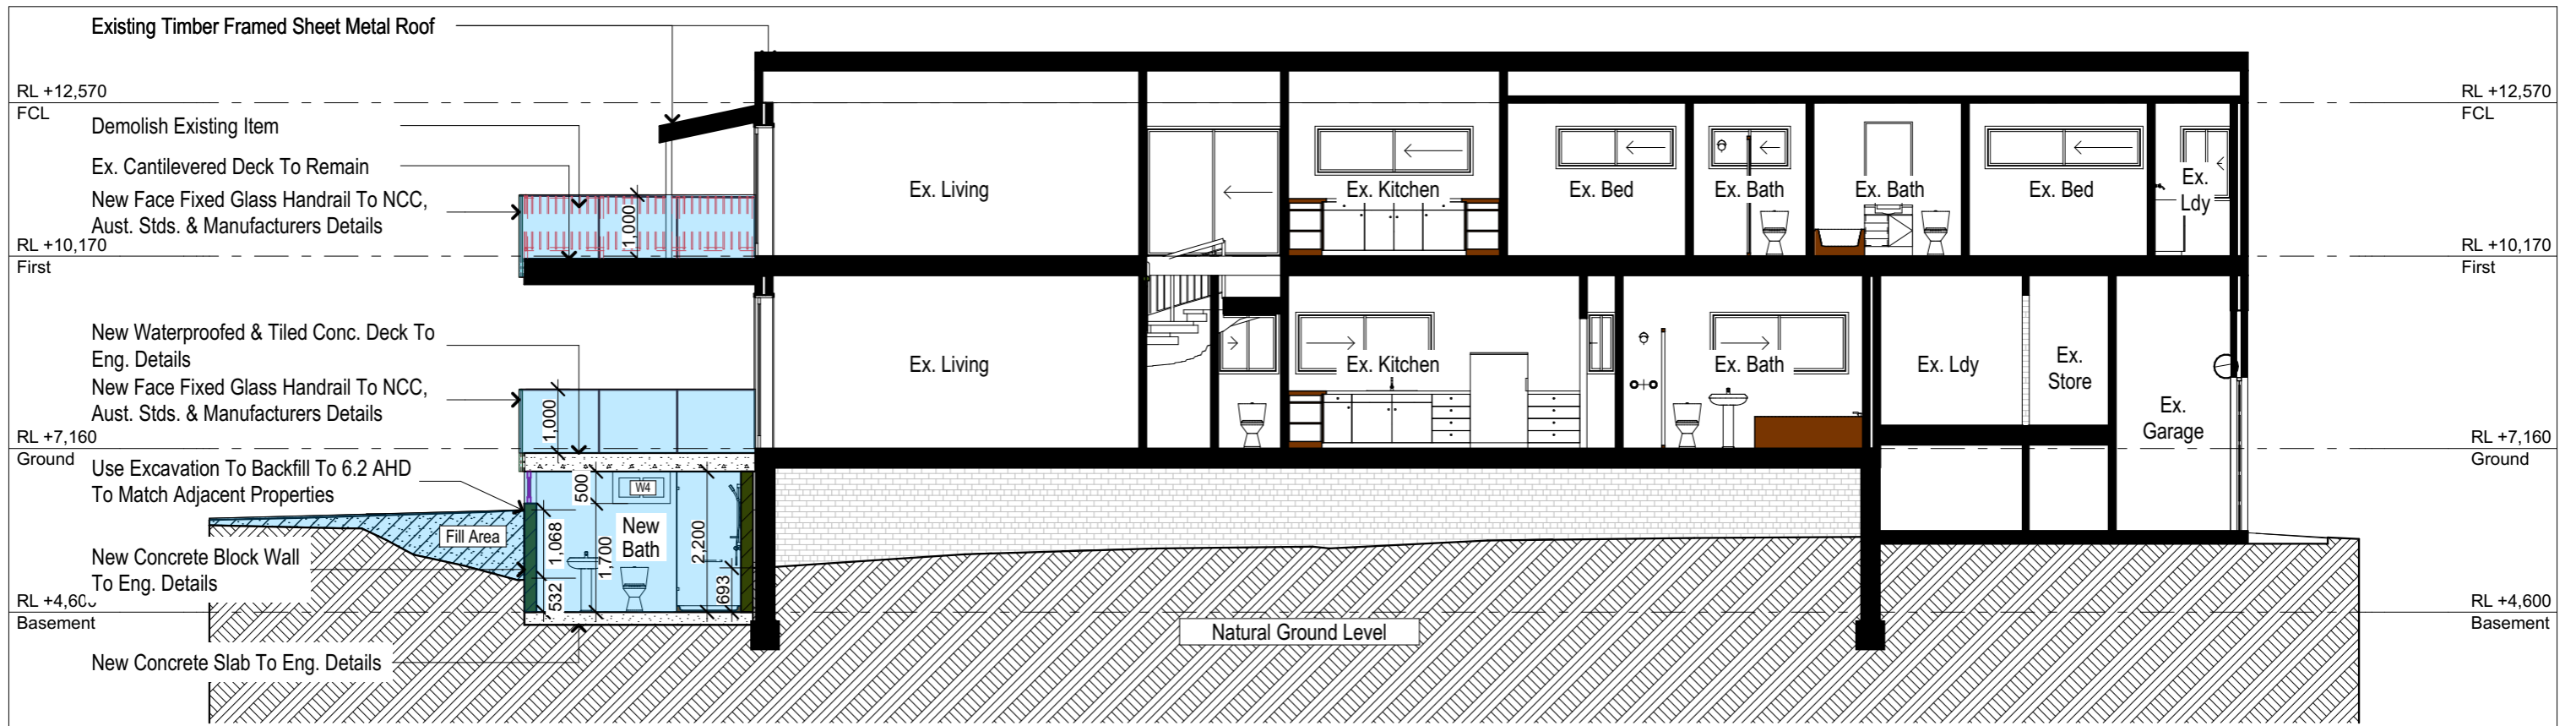 Existing Timber Framed Sheet Metal Roof
RL +12,570
FCL
RL +12,570
FCL
Demolish Existing Item
Ex. Cantilevered Deck To Remain
New Face Fixed Glass Handrail To NCC,
Aust. Stds. & Manufacturers Details
1,000
Ex. Living
Ex. Kitchen
Ex. Bed
Ex. Bath
Ex. Bath
Ex. Bed
Ex.
Ldy
RL +10,170
First
RL +10,170
First
New Waterproofed & Tiled Conc. Deck To
Eng. Details
New Face Fixed Glass Handrail To NCC,
Aust. Stds. & Manufacturers Details
1,000
Ex. Living
Ex. Kitchen
Ex. Bath
Ex. Ldy
Ex.
Store
Ex.
Garage
RL +7,160
Ground
RL +7,160
Ground
Use Excavation To Backfill To 6.2 AHD
To Match Adjacent Properties
500
W4
Fill Area
1,068
1,700
New
Bath
2,200
New Concrete Block Wall
To Eng. Details
532
693
RL +4,600
Basement
RL +4,600
Basement
Natural Ground Level
New Concrete Slab To Eng. Details